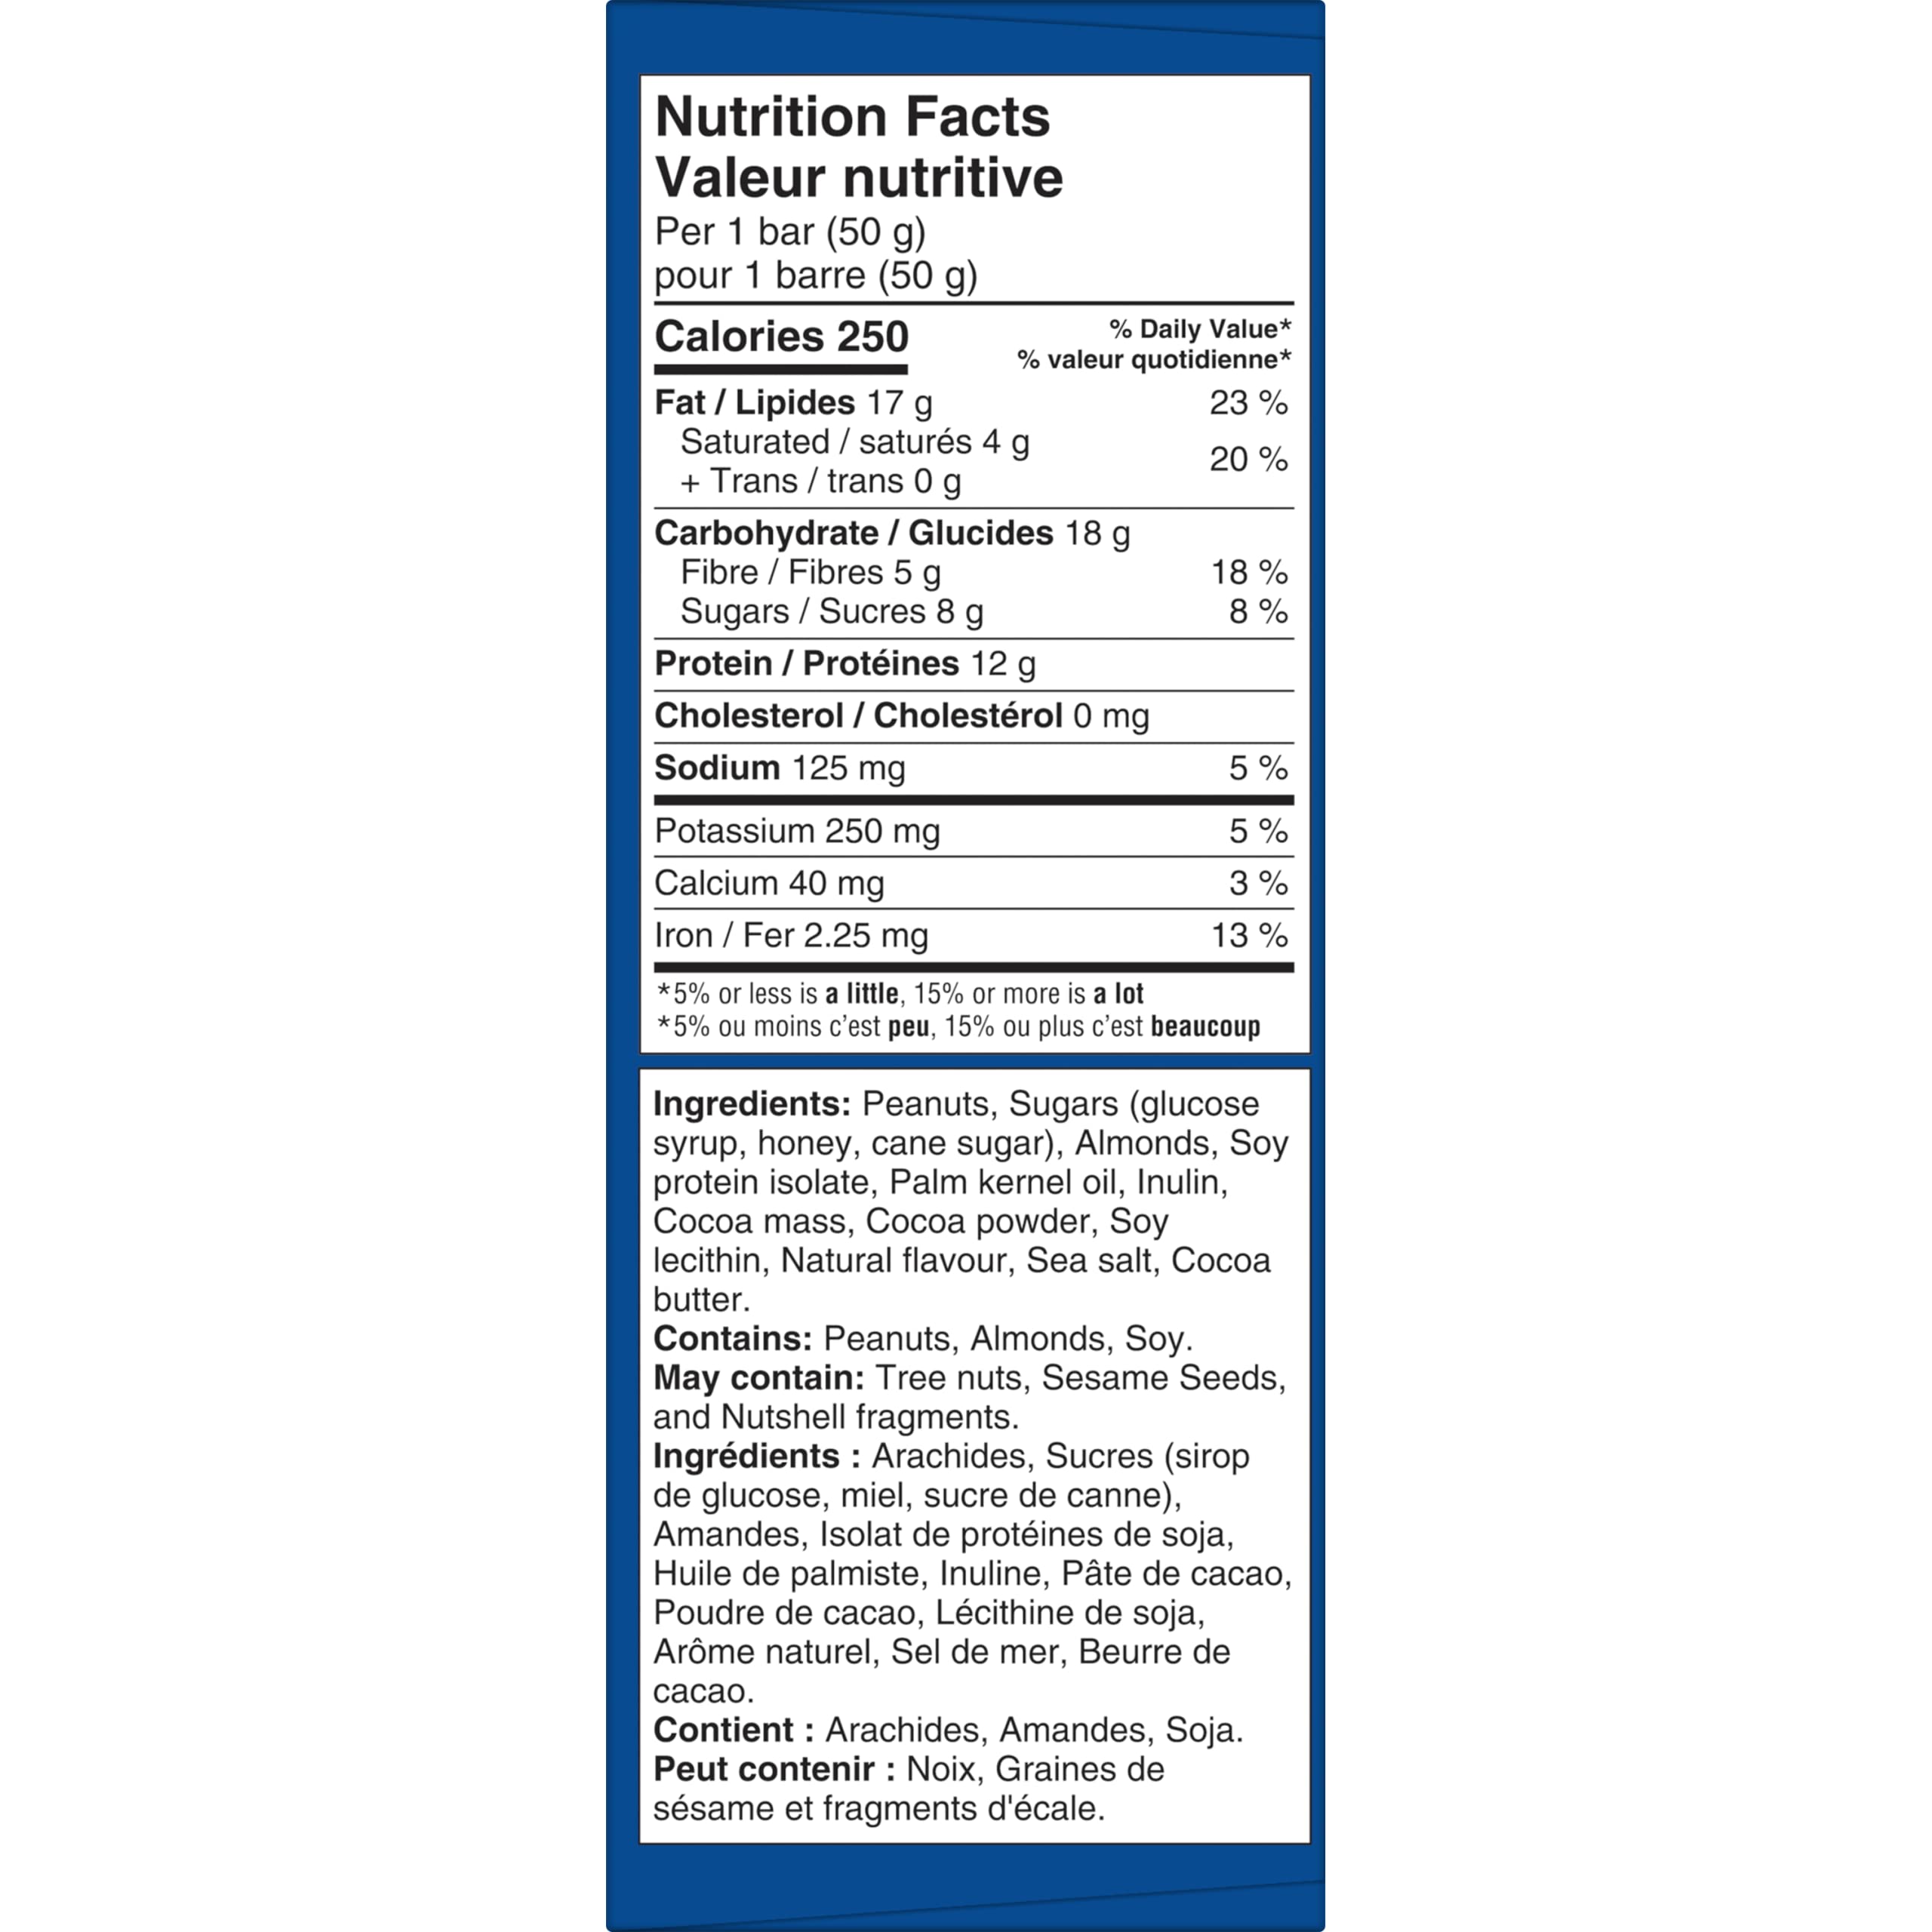 Nutrition Facts
Valeur nutritive
Per 1 bar (50 g)
pour 1 barre (50 g)
Calories 250
% Daily Value*
% valeur quotidienne*
Fat / Lipides 17 g 23 %
Saturated / saturés 4 g
+ Trans / trans 0 g 20 %
Carbohydrate / Glucides 18 g
Fibre / Fibres 5 g 18 %
Sugars / Sucres 8 g 8 %
Protein / Protéines 12 g
Cholesterol / Cholestérol 0 mg
Sodium 125 mg 5 %
Potassium 250 mg 5 %
Calcium 40 mg 3 %
Iron / Fer 2.25 mg 13 %
*5% or less is a little, 15% or more is a lot
*5% ou moins c’est peu, 15% ou plus c’est beaucoup
Ingredients: Peanuts, Sugars (glucose
syrup, honey, cane sugar), Almonds, Soy
protein isolate, Palm kernel oil, Inulin,
Cocoa mass, Cocoa powder, Soy
lecithin, Natural flavour, Sea salt, Cocoa
butter.
Contains: Peanuts, Almonds, Soy.
May contain: Tree nuts, Sesame Seeds,
and Nutshell fragments.
Ingrédients : Arachides, Sucres (sirop
de glucose, miel, sucre de canne),
Amandes, Isolat de protéines de soja,
Huile de palmiste, Inuline, Pâte de cacao,
Poudre de cacao, Lécithine de soja,
Arôme naturel, Sel de mer, Beurre de
cacao.
Contient : Arachides, Amandes, Soja.
Peut contenir : Noix, Graines de
sésame et fragments d'écale.